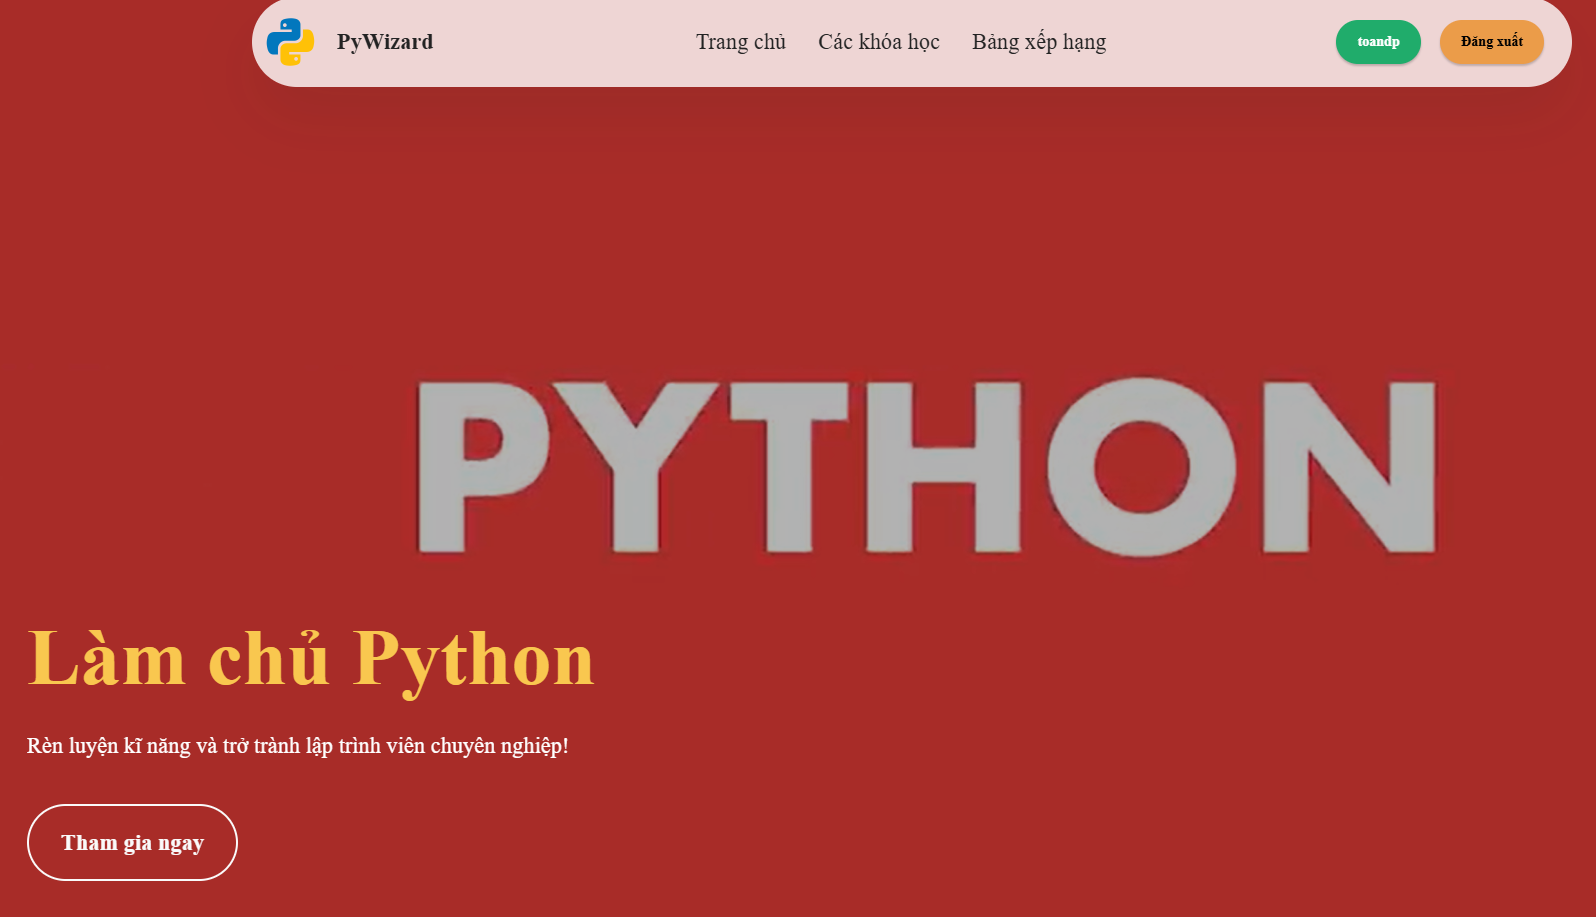 PyWizard Trang chủ Các khóa học Bảng xếp hạng toandp Đăng xuất
PYTHON
Làm chủ Python
Rèn luyện kĩ năng và trở trành lập trình viên chuyên nghiệp!
Tham gia ngay